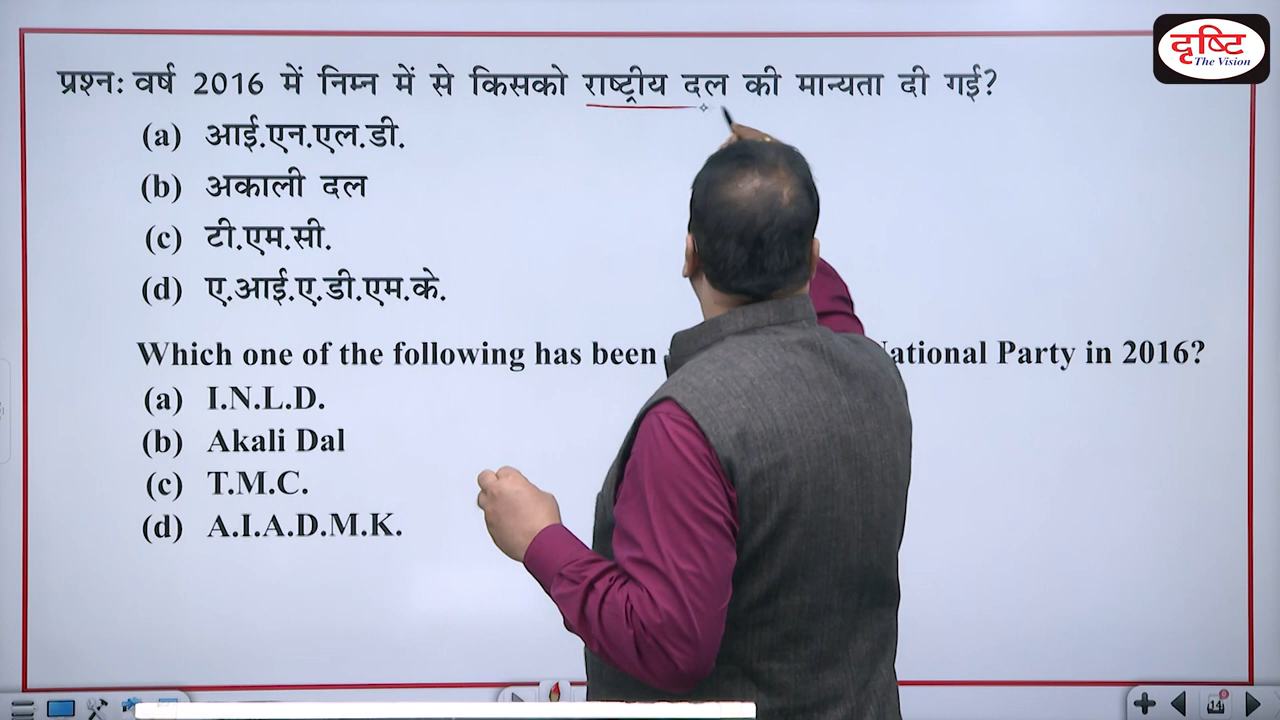 दृष्टि
The Vision
प्रश्न: वर्ष 2016 में निम्न में से किसको राष्ट्रीय दल की मान्यता दी गई?
(a) आई.एन.एल.डी.
(b) अकाली दल
(c) टी.एम.सी.
(d) ए.आई.ए.डी.एम.के.
Which one of the following has been National Party in 2016?
(a) I.N.L.D.
(b) Akali Dal
(c) T.M.C.
(d) A.I.A.D.M.K.
14